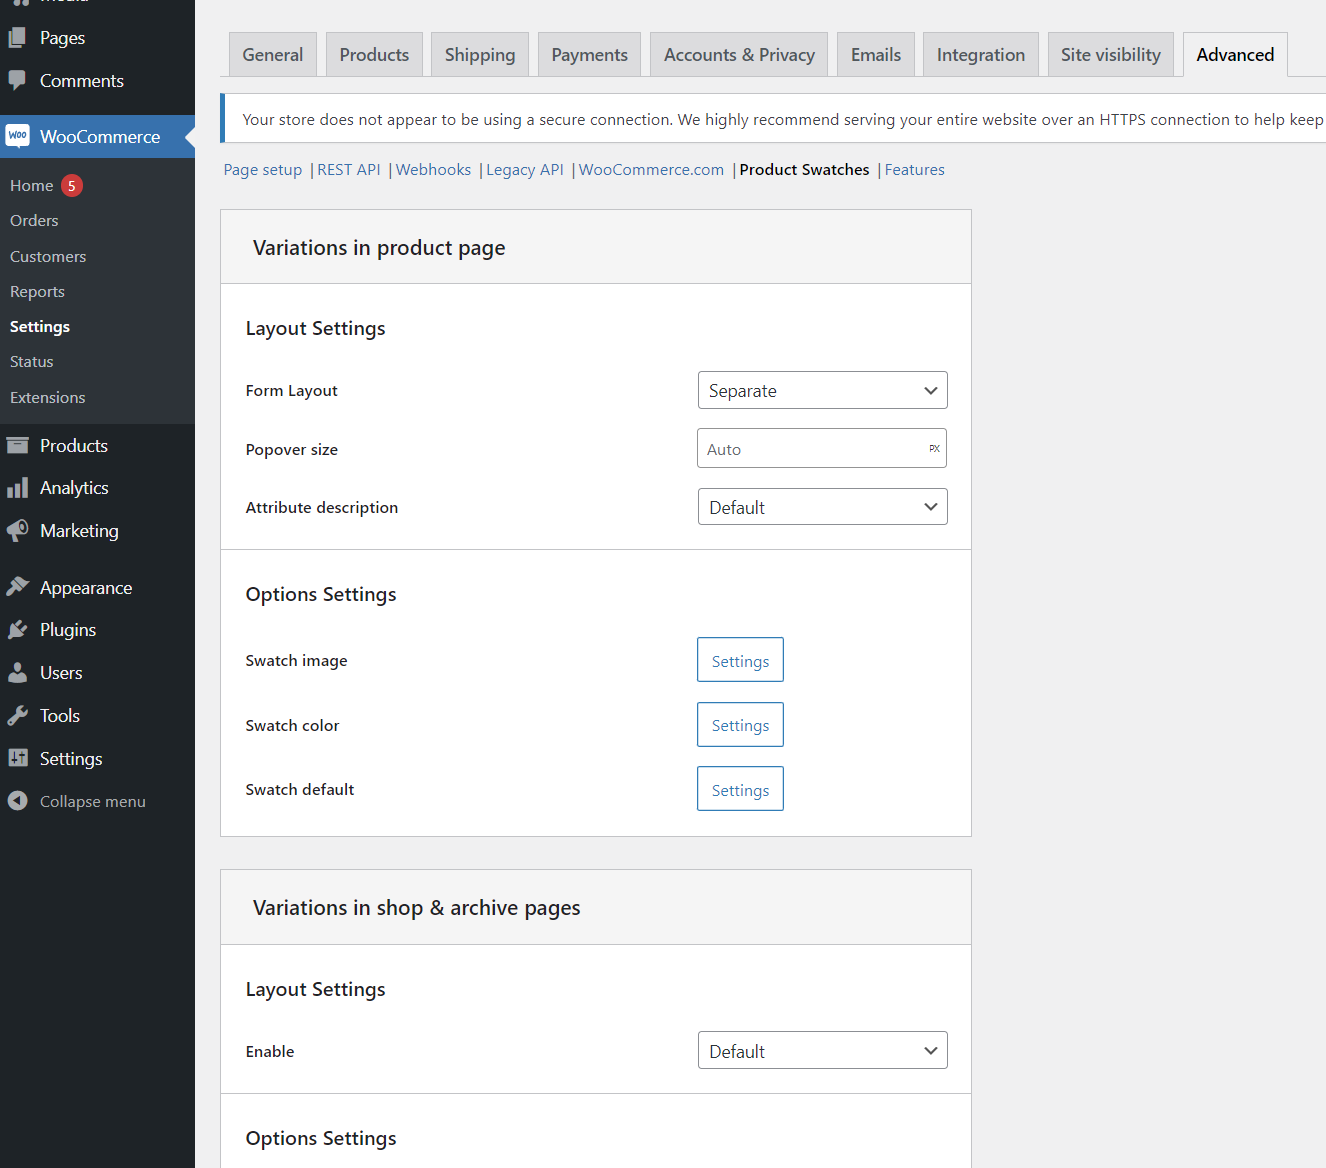 Media
Pages
Comments
Woo WooCommerce
Home 5
Orders
Customers
Reports
Settings
Status
Extensions
Products
Analytics
Marketing
Appearance
Plugins
Users
Tools
Settings
Collapse menu
General Products Shipping Payments Accounts & Privacy Emails Integration Site visibility Advanced
Your store does not appear to be using a secure connection. We highly recommend serving your entire website over an HTTPS connection to help keep
Page setup | REST API | Webhooks | Legacy API | WooCommerce.com | Product Swatches | Features
Variations in product page
Layout Settings
Form Layout Separate
Popover size Auto PX
Attribute description Default
Options Settings
Swatch image Settings
Swatch color Settings
Swatch default Settings
Variations in shop & archive pages
Layout Settings
Enable Default
Options Settings